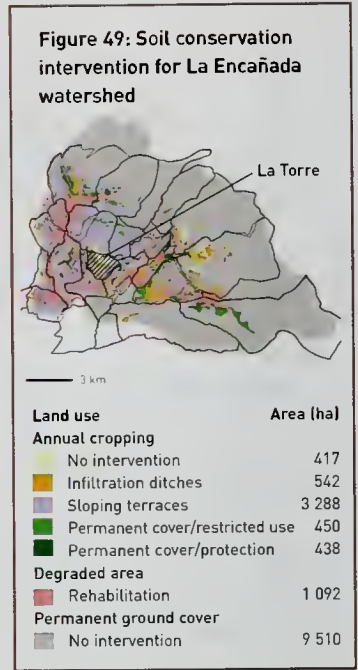 Figure 49: Soil conservation
intervention for La Encañada
watershed
La Torre
3 km
Land use Area (ha)
Annual cropping
No intervention 417
Infiltration ditches 542
Sloping terraces 3 288
Permanent cover/restricted use 450
Permanent cover/protection 438
Degraded area
Rehabilitation 1 092
Permanent ground cover
No intervention 9 510